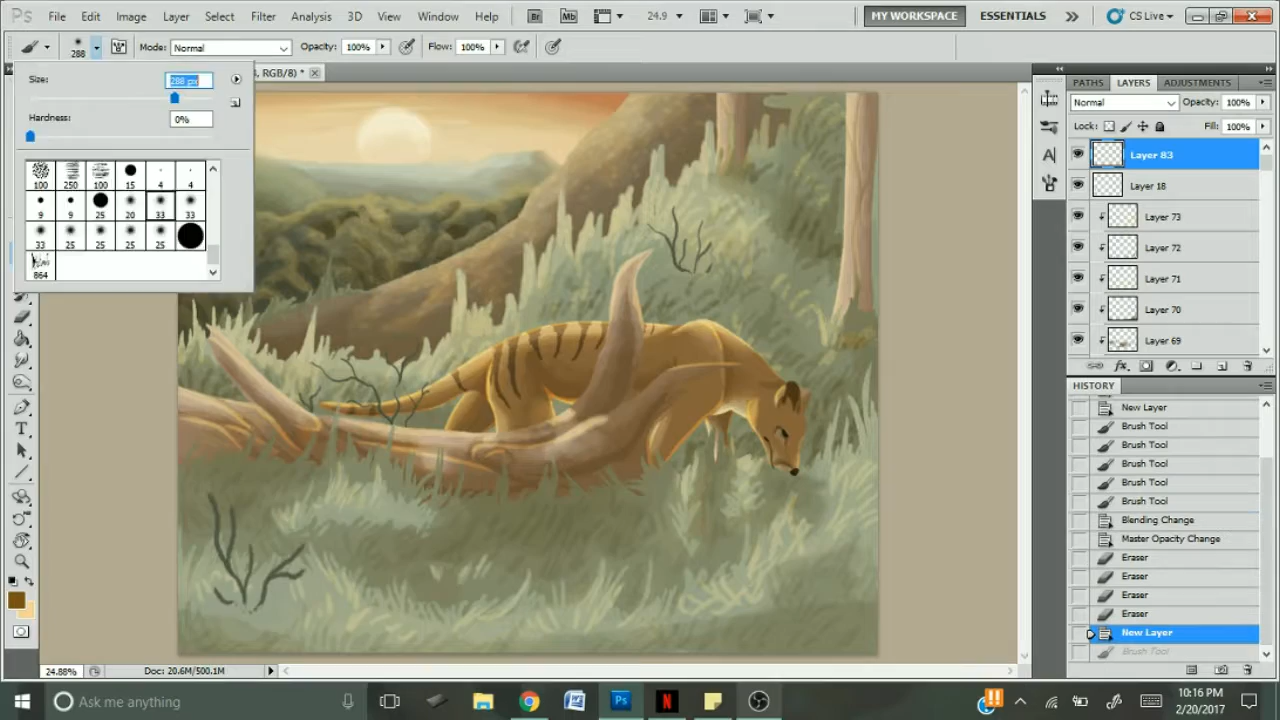 Ps File Edit Image Layer Select Filter Analysis 3D View Window Help Br Mb 24.9 MY WORKSPACE ESSENTIALS CS Live
288 Mode: Normal Opacity: 100% Flow: 100%
, RGB/8) *
Size: 288 px
Hardness: 0%
100 250 100 15 4 4
9 9 25 20 33 33
33 25 25 25 25
864
PATHS LAYERS ADJUSTMENTS
Normal Opacity: 100%
Lock: Fill: 100%
Layer 83
Layer 18
Layer 73
Layer 72
Layer 71
Layer 70
Layer 69
fx
HISTORY
New Layer
Brush Tool
Brush Tool
Brush Tool
Brush Tool
Brush Tool
Blending Change
Master Opacity Change
Eraser
Eraser
Eraser
Eraser
New Layer
Brush Tool
24.88% Doc: 20.6M/500.1M
Ask me anything
10:16 PM
2/20/2017